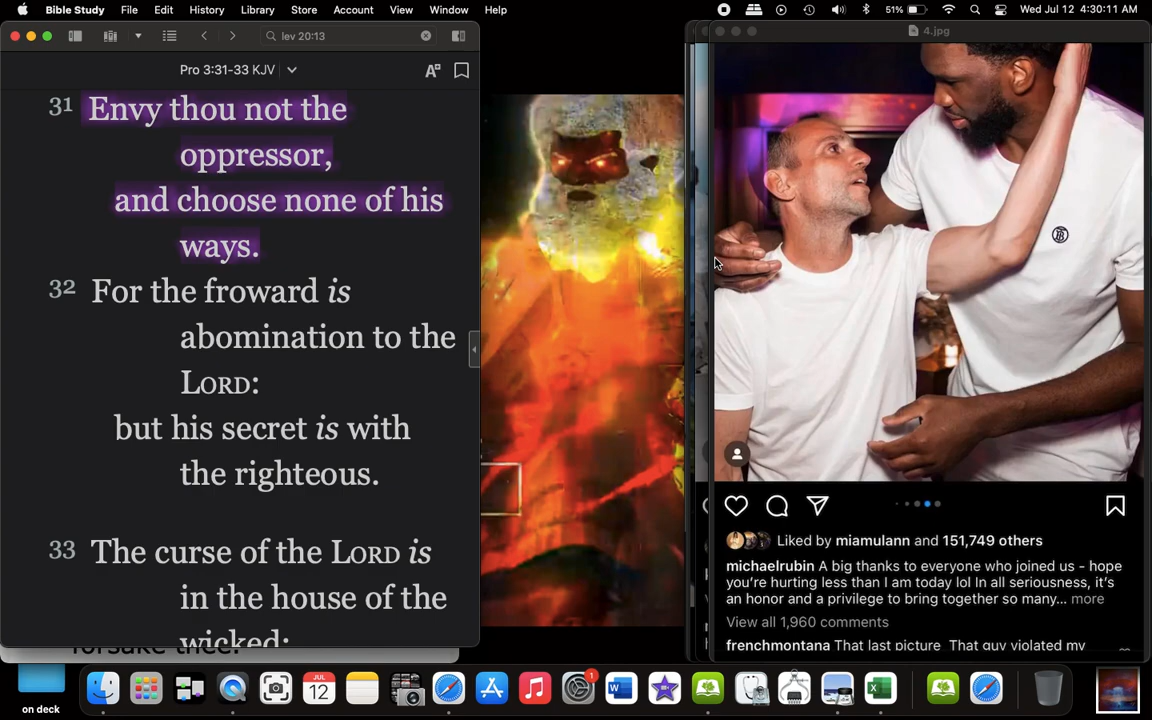 Bible Study File Edit History Library Store Account View Window Help 51% Wed Jul 12 4:30:11 AM
lev 20:13
4.jpg
Pro 3:31-33 KJV
31 Envy thou not the
oppressor,
and choose none of his
ways.
32 For the froward is
abomination to the
LORD:
but his secret is with
the righteous.
33 The curse of the LORD is
in the house of the
wicked:
forsake thee.
Liked by miamulann and 151,749 others
michaelrubin A big thanks to everyone who joined us - hope
you're hurting less than I am today lol In all seriousness, it's
an honor and a privilege to bring together so many... more
View all 1,960 comments
frenchmontana That last picture That guy violated my
JUL
12
1
W
X
on deck